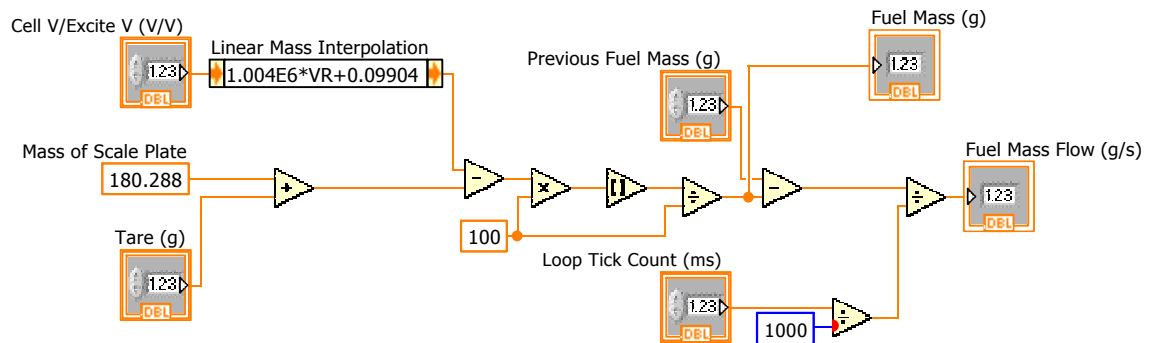 Cell V/Excite V (V/V)
1.23
DBL
Linear Mass Interpolation
1.004E6*VR+0.09904
Previous Fuel Mass (g)
1.23
DBL
Fuel Mass (g)
1.23
DBL
Mass of Scale Plate
180.288
+
-
x
[ ]
÷
-
÷
Fuel Mass Flow (g/s)
1.23
DBL
100
Tare (g)
1.23
DBL
Loop Tick Count (ms)
1.23
DBL
÷
1000